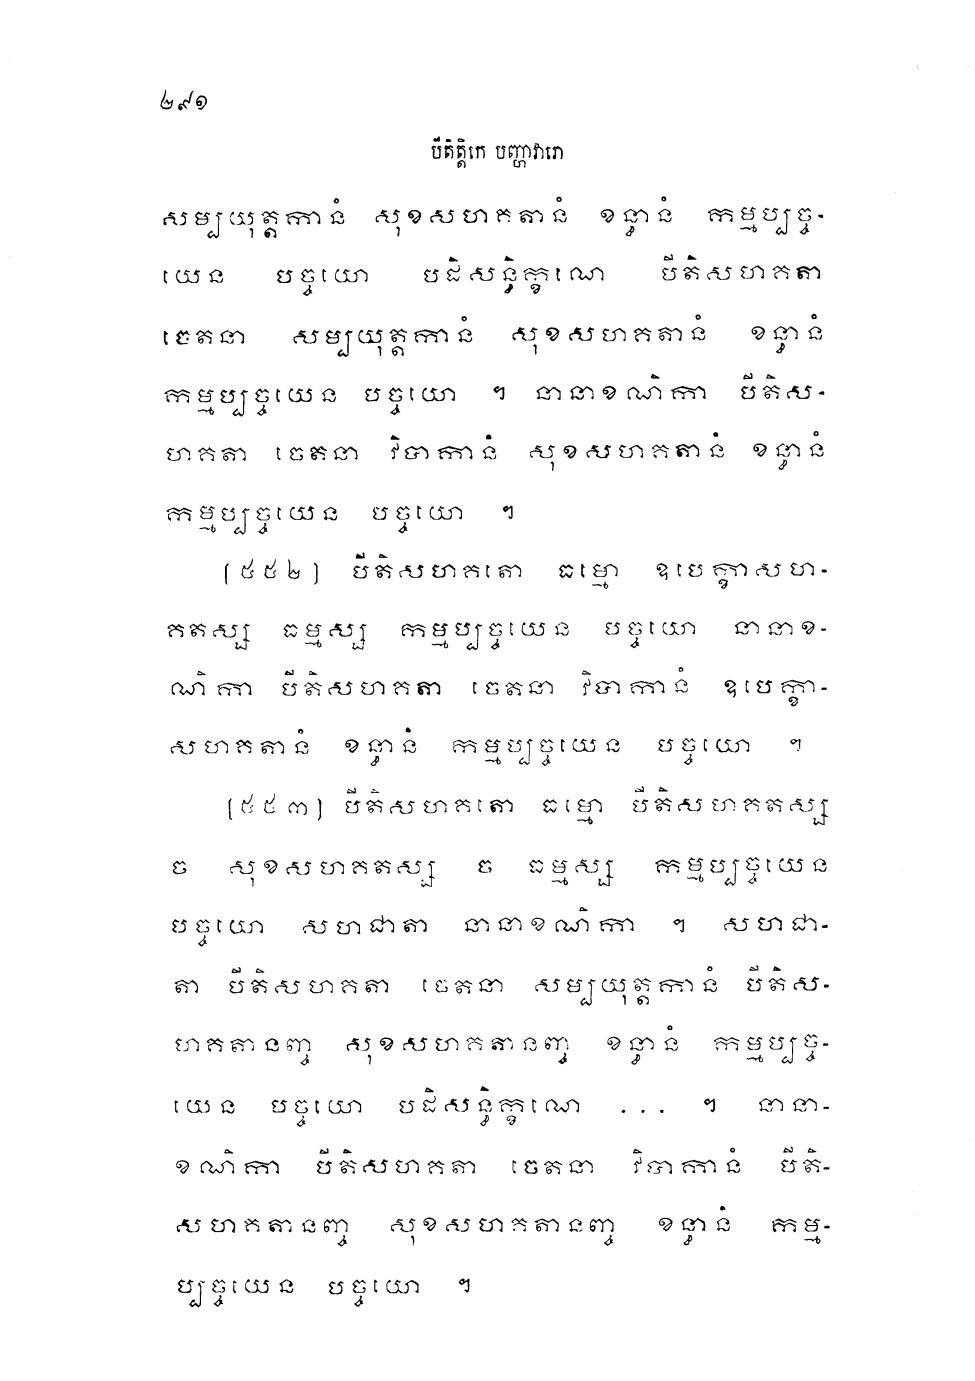 ២៩១
បីតិត្តិកេ បញ្ហាវារោ
សម្បយុត្តកានំ សុខសហគតានំ ខន្ធានំ កម្មប្បច្ច-
យេន បច្ចយោ បដិសន្ធិក្ខណេ បីតិសហគតា
ចេតនា សម្បយុត្តកានំ សុខសហគតានំ ខន្ធានំ
កម្មប្បច្ចយេន បច្ចយោ ។ នានាខណិកា បីតិស-
ហគតា ចេតនា វិបាកានំ សុខសហគតានំ ខន្ធានំ
កម្មប្បច្ចយេន បច្ចយោ ។
(៥៥២) បីតិសហគតោ ធម្មោ ឧបេក្ខាសហ-
គតស្ស ធម្មស្ស កម្មប្បច្ចយេន បច្ចយោ នានាខ-
ណិកា បីតិសហគតា ចេតនា វិបាកានំ ឧបេក្ខា-
សហគតានំ ខន្ធានំ កម្មប្បច្ចយេន បច្ចយោ ។
(៥៥៣) បីតិសហគតោ ធម្មោ បីតិសហគតស្ស
ច សុខសហគតស្ស ច ធម្មស្ស កម្មប្បច្ចយេន
បច្ចយោ សហជាតា នានាខណិកា ។ សហជា-
តា បីតិសហគតា ចេតនា សម្បយុត្តកានំ បីតិស-
ហគតានញ្ច សុខសហគតានញ្ច ខន្ធានំ កម្មប្បច្ច-
យេន បច្ចយោ បដិសន្ធិក្ខណេ ... ។ នានា-
ខណិកា បីតិសហគតា ចេតនា វិបាកានំ បីតិ-
សហគតានញ្ច សុខសហគតានញ្ច ខន្ធានំ កម្ម-
ប្បច្ចយេន បច្ចយោ ។